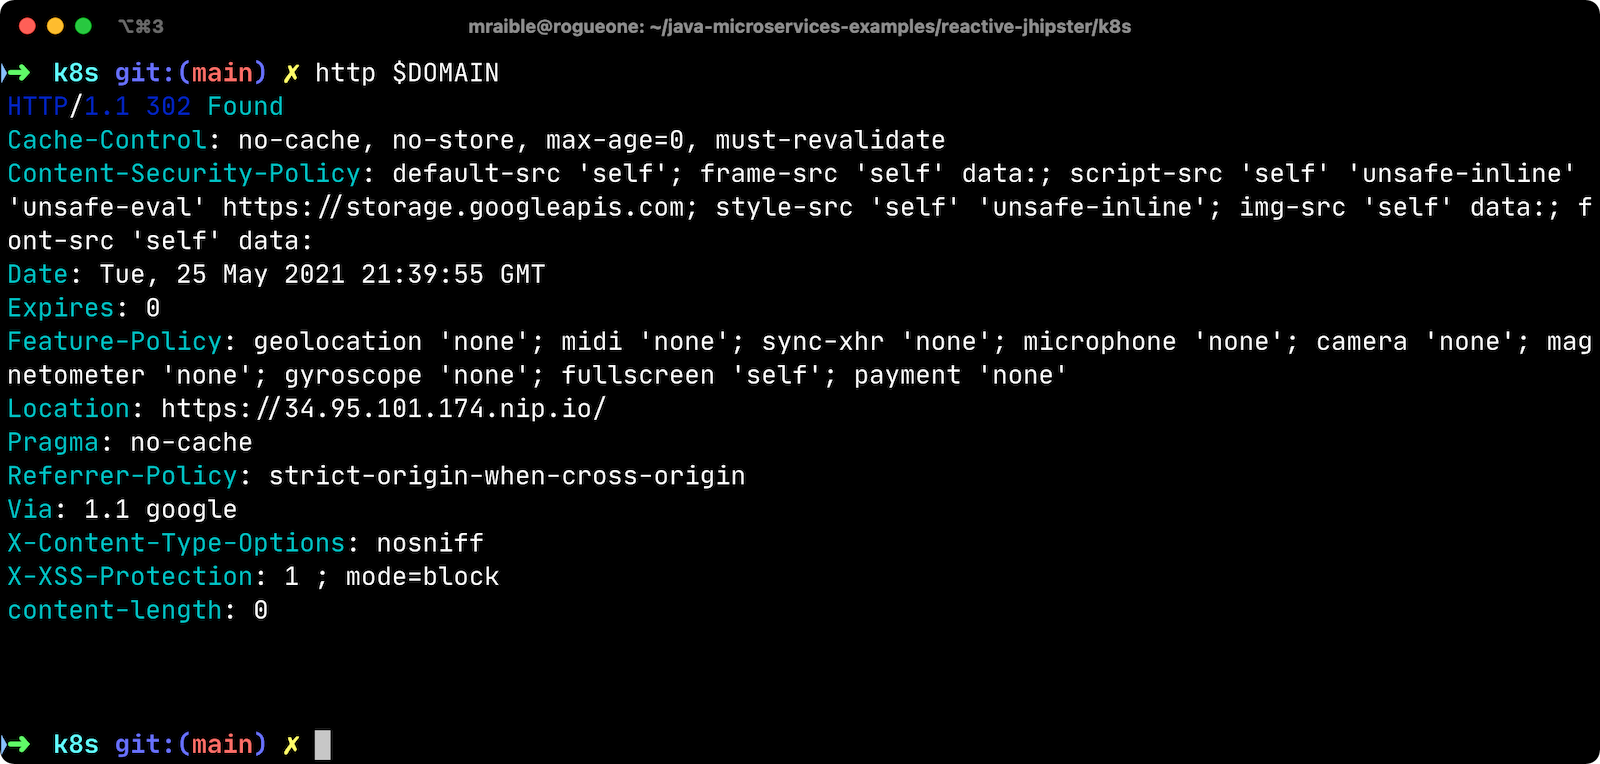 ⌥⌘3 mraible@rogueone: ~/java-microservices-examples/reactive-jhipster/k8s
➜ k8s git:(main) ✗ http $DOMAIN
HTTP/1.1 302 Found
Cache-Control: no-cache, no-store, max-age=0, must-revalidate
Content-Security-Policy: default-src 'self'; frame-src 'self' data:; script-src 'self' 'unsafe-inline'
'unsafe-eval' https://storage.googleapis.com; style-src 'self' 'unsafe-inline'; img-src 'self' data:; f
ont-src 'self' data:
Date: Tue, 25 May 2021 21:39:55 GMT
Expires: 0
Feature-Policy: geolocation 'none'; midi 'none'; sync-xhr 'none'; microphone 'none'; camera 'none'; mag
netometer 'none'; gyroscope 'none'; fullscreen 'self'; payment 'none'
Location: https://34.95.101.174.nip.io/
Pragma: no-cache
Referrer-Policy: strict-origin-when-cross-origin
Via: 1.1 google
X-Content-Type-Options: nosniff
X-XSS-Protection: 1 ; mode=block
content-length: 0
➜ k8s git:(main) ✗